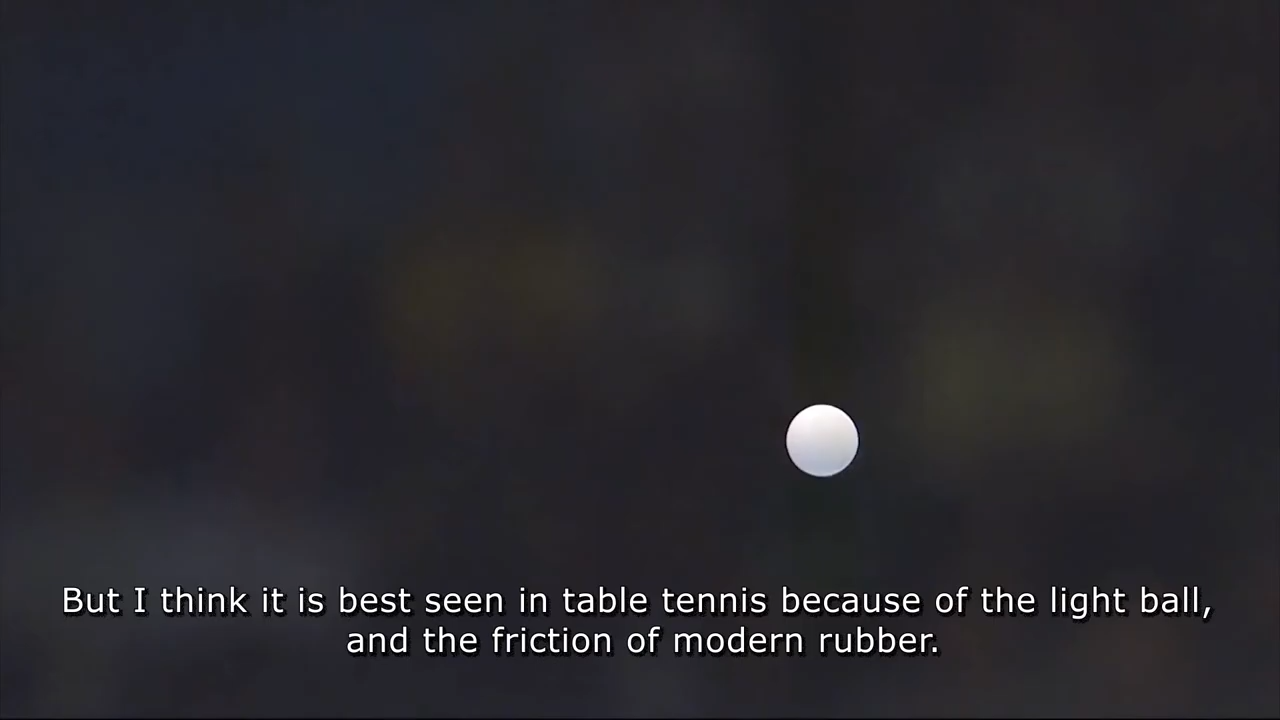 But I think it is best seen in table tennis because of the light ball,
and the friction of modern rubber.